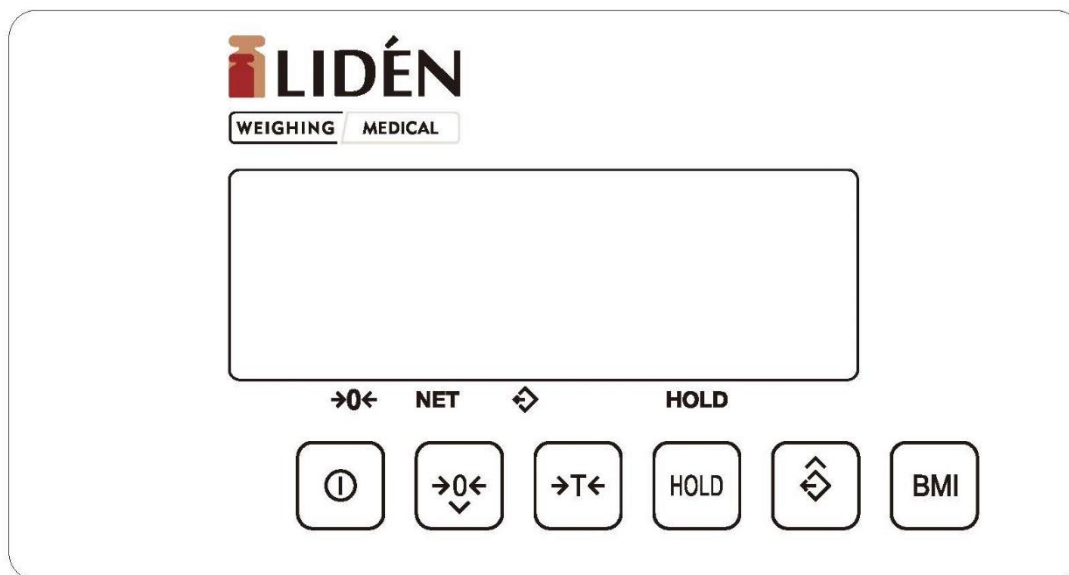 LIDÉN
WEIGHING MEDICAL
→0← NET HOLD
→0← →T← HOLD BMI